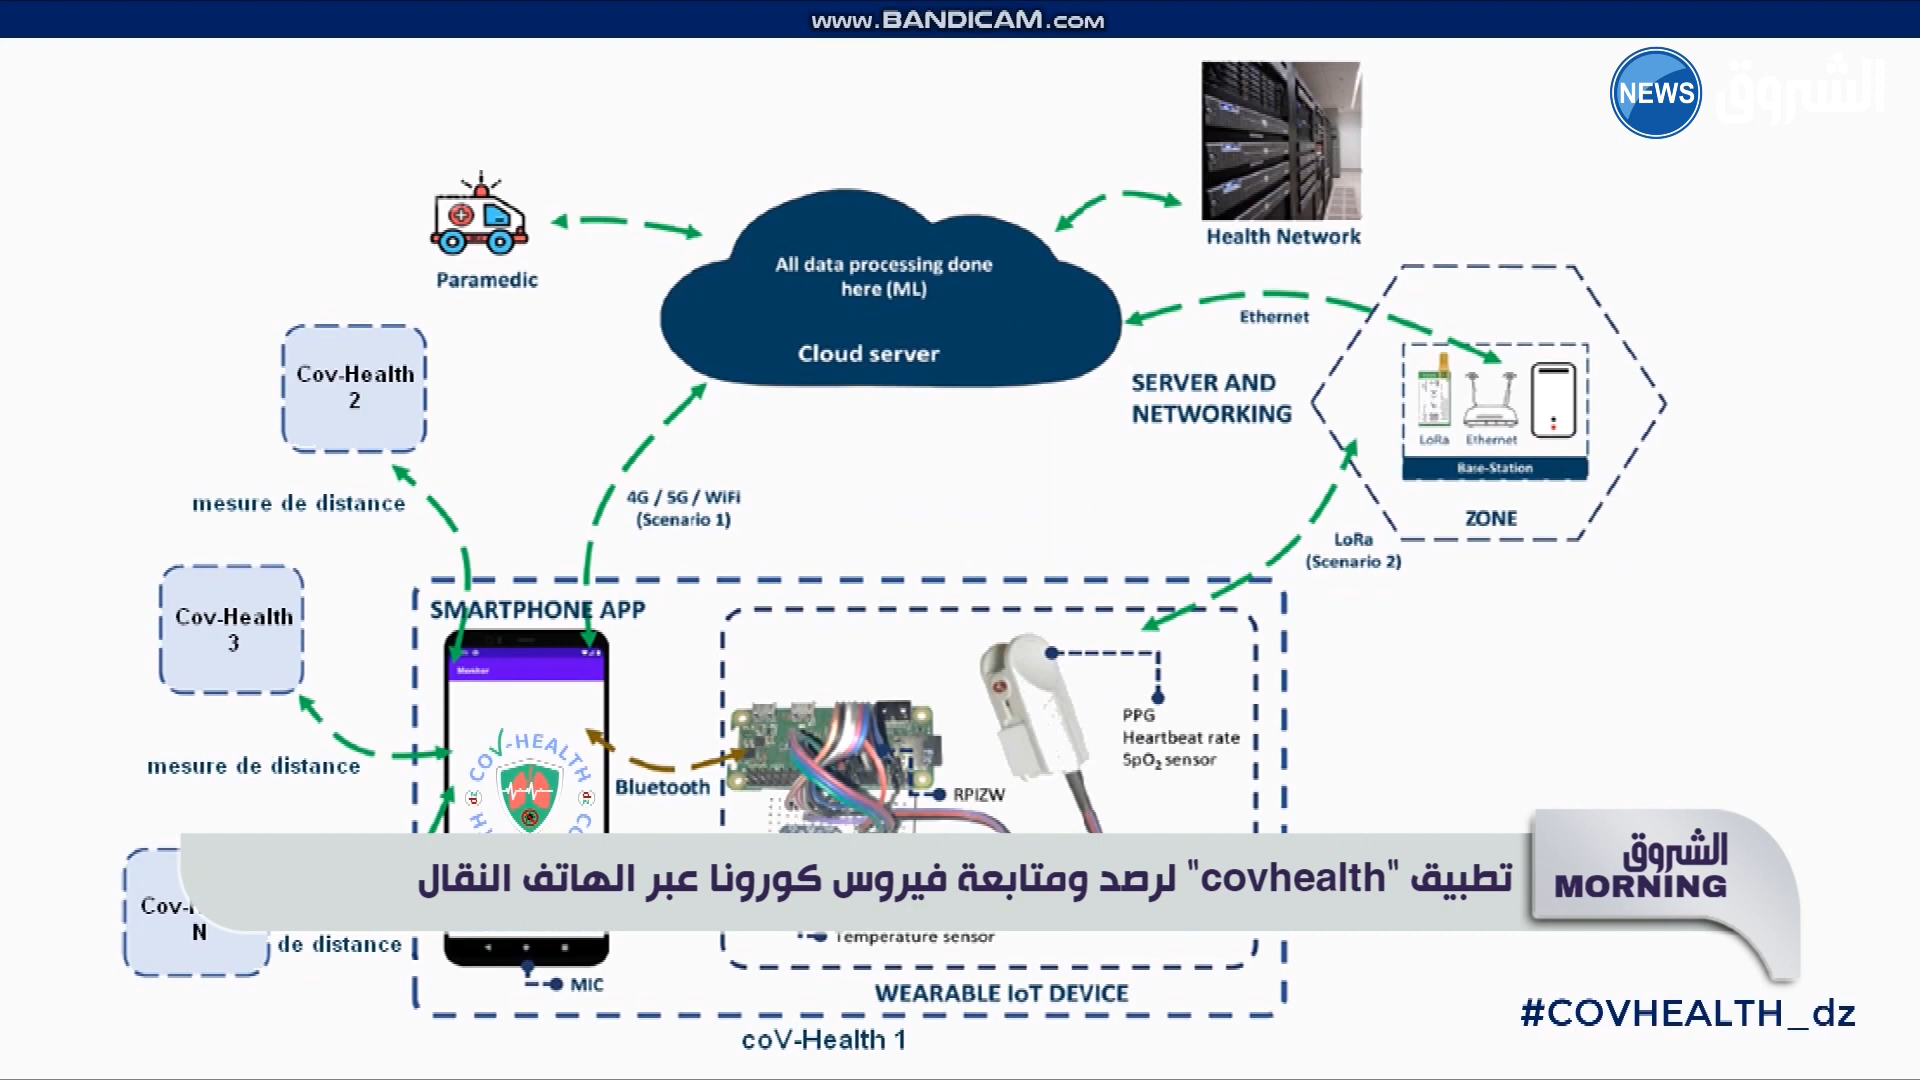 www.BANDICAM.com
NEWS الشروق
Health Network
Paramedic
All data processing done
here (ML)
Cloud server
Ethernet
SERVER AND
NETWORKING
LoRa Ethernet
Base-Station
ZONE
LoRa
(Scenario 2)
Cov-Health
2
mesure de distance
4G / 5G / WiFi
(Scenario 1)
Cov-Health
3
mesure de distance
SMARTPHONE APP
Monitor
COV-HEALTH
dz
Bluetooth
PPG
Heartbeat rate
SpO₂ sensor
RPIZW
تطبيق "covhealth" لرصد ومتابعة فيروس كورونا عبر الهاتف النقال
الشروق
MORNING
N
de distance
Temperature sensor
MIC
WEARABLE IoT DEVICE
coV-Health 1
#COVHEALTH_dz